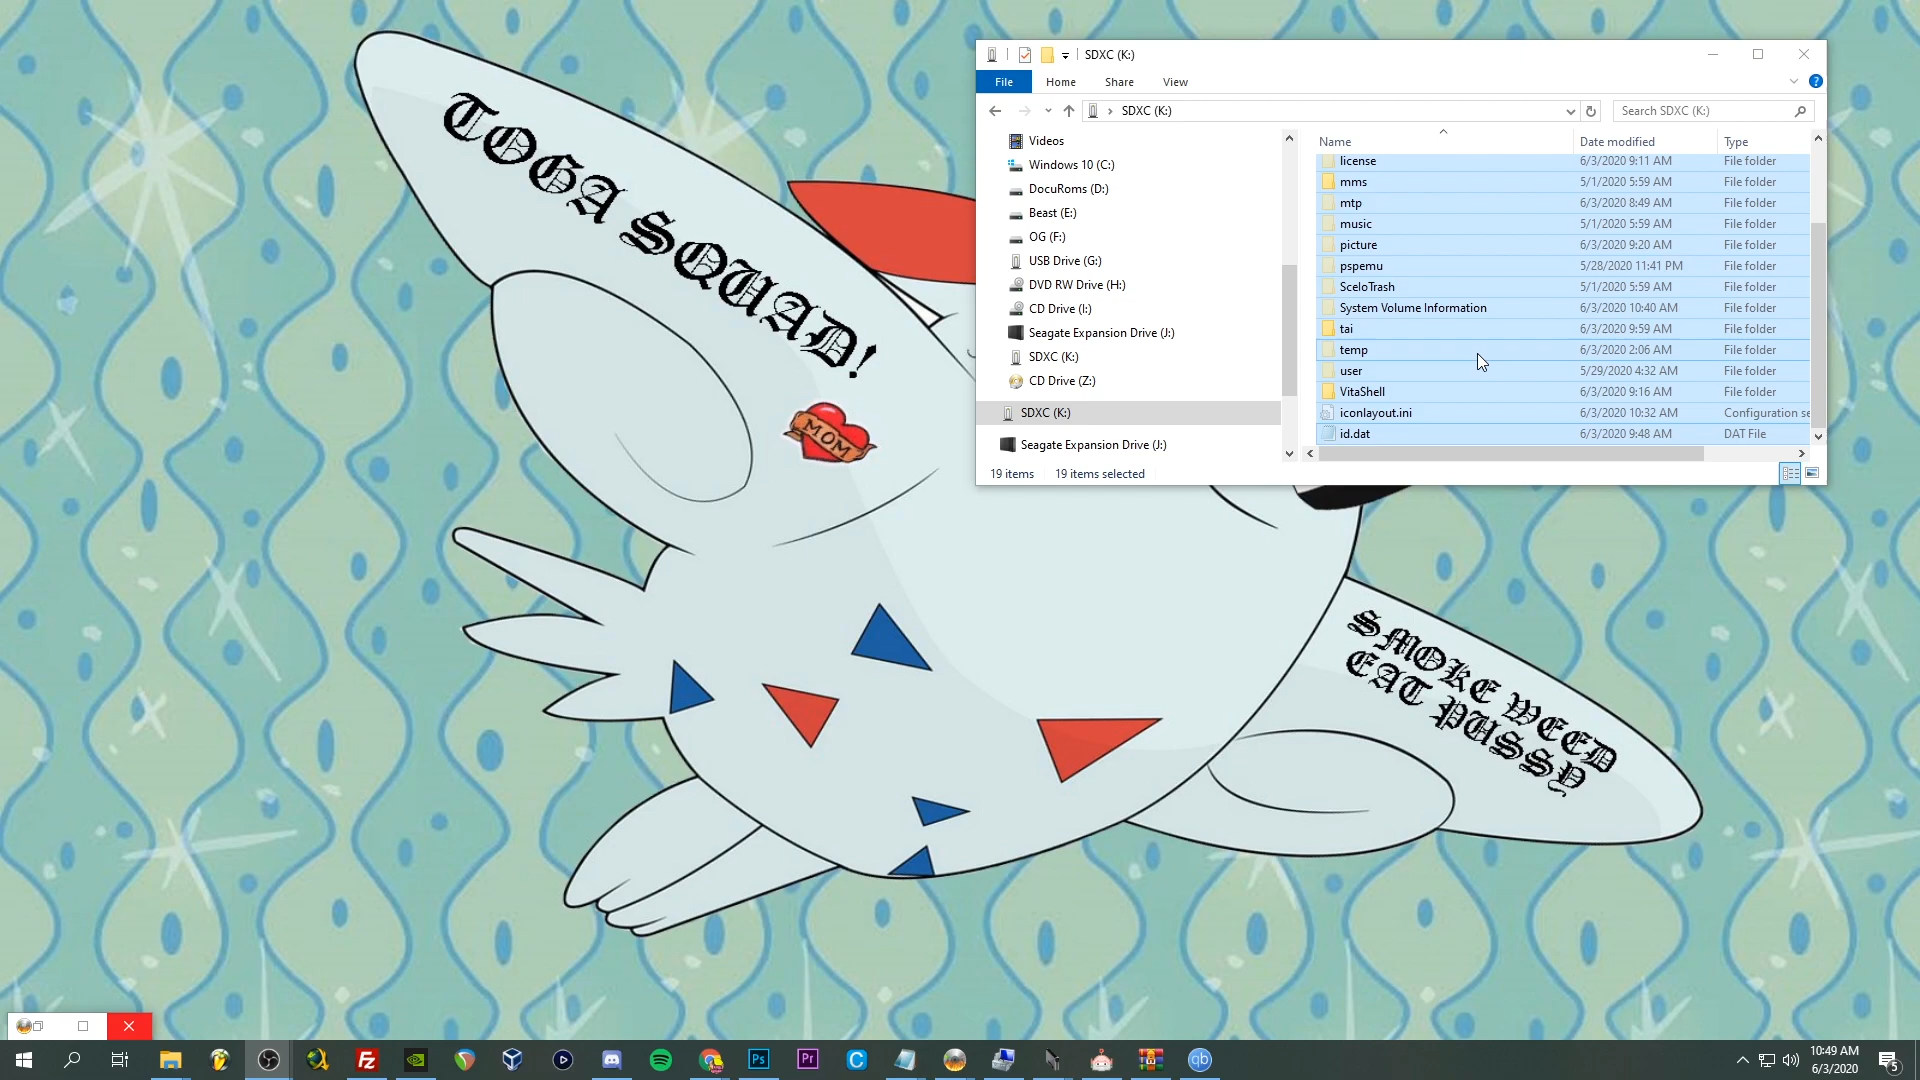 TOGA SQUAD!
MOM
SMOKE WEED
EAT PUSSY
SDXC (K:)
File
Home
Share
View
SDXC (K:)
Search SDXC (K:)
Videos
Windows 10 (C:)
DocuRoms (D:)
Beast (E:)
OG (F:)
USB Drive (G:)
DVD RW Drive (H:)
CD Drive (I:)
Seagate Expansion Drive (J:)
SDXC (K:)
CD Drive (Z:)
SDXC (K:)
Seagate Expansion Drive (J:)
Name Date modified Type
license 6/3/2020 9:11 AM File folder
mms 5/1/2020 5:59 AM File folder
mtp 6/3/2020 8:49 AM File folder
music 5/1/2020 5:59 AM File folder
picture 6/3/2020 9:20 AM File folder
pspemu 5/28/2020 11:41 PM File folder
SceIoTrash 5/1/2020 5:59 AM File folder
System Volume Information 6/3/2020 10:40 AM File folder
tai 6/3/2020 9:59 AM File folder
temp 6/3/2020 2:06 AM File folder
user 5/29/2020 4:32 AM File folder
VitaShell 6/3/2020 9:16 AM File folder
iconlayout.ini 6/3/2020 10:32 AM Configuration se
id.dat 6/3/2020 9:48 AM DAT File
19 items 19 items selected
Fz
Ps
Pr
C
qb
10:49 AM
6/3/2020
5